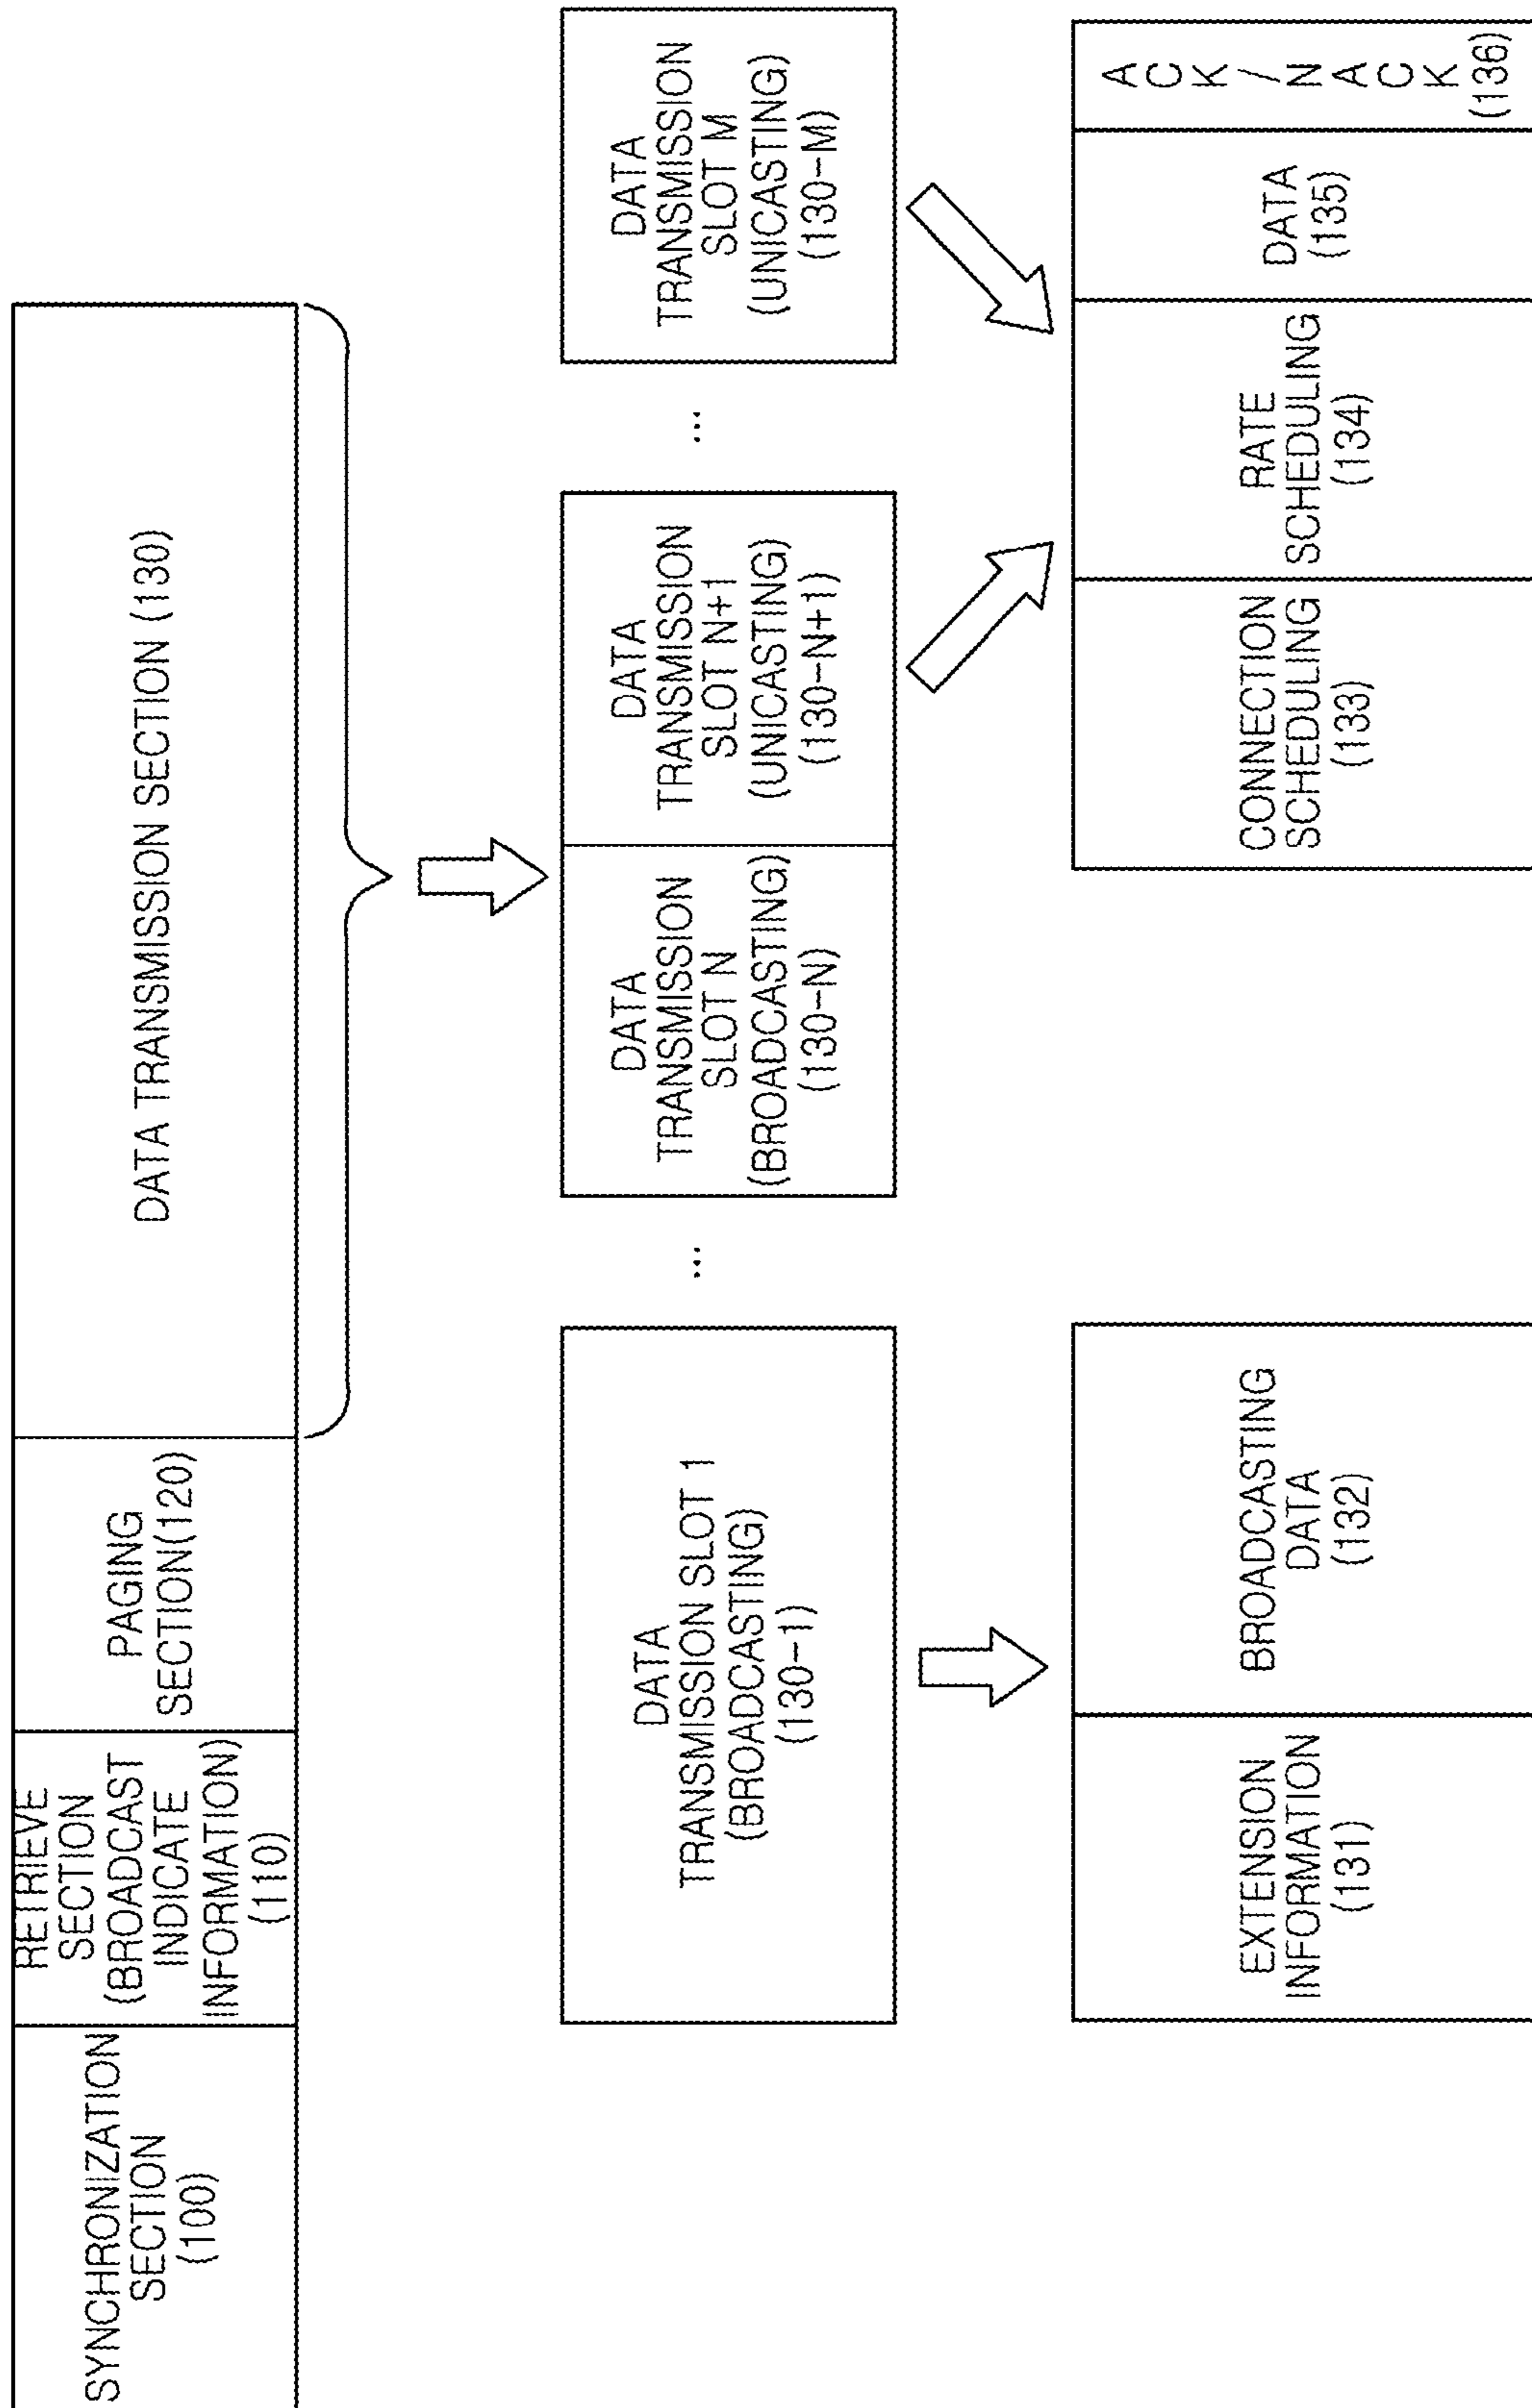 SYNCHRONIZATION
SECTION
(100)
RETRIEVE
SECTION
(BROADCAST
INDICATE
INFORMATION)
(110)
PAGING
SECTION(120)
DATA TRANSMISSION SECTION (130)
DATA
TRANSMISSION SLOT 1
(BROADCASTING)
(130-1)
...
DATA
TRANSMISSION
SLOT N
(BROADCASTING)
(130-N)
DATA
TRANSMISSION
SLOT N+1
(UNICASTING)
(130-N+1)
...
DATA
TRANSMISSION
SLOT M
(UNICASTING)
(130-M)
EXTENSION
INFORMATION
(131)
BROADCASTING
DATA
(132)
CONNECTION
SCHEDULING
(133)
RATE
SCHEDULING
(134)
DATA
(135)
A
C
K
/
N
A
C
K
(136)